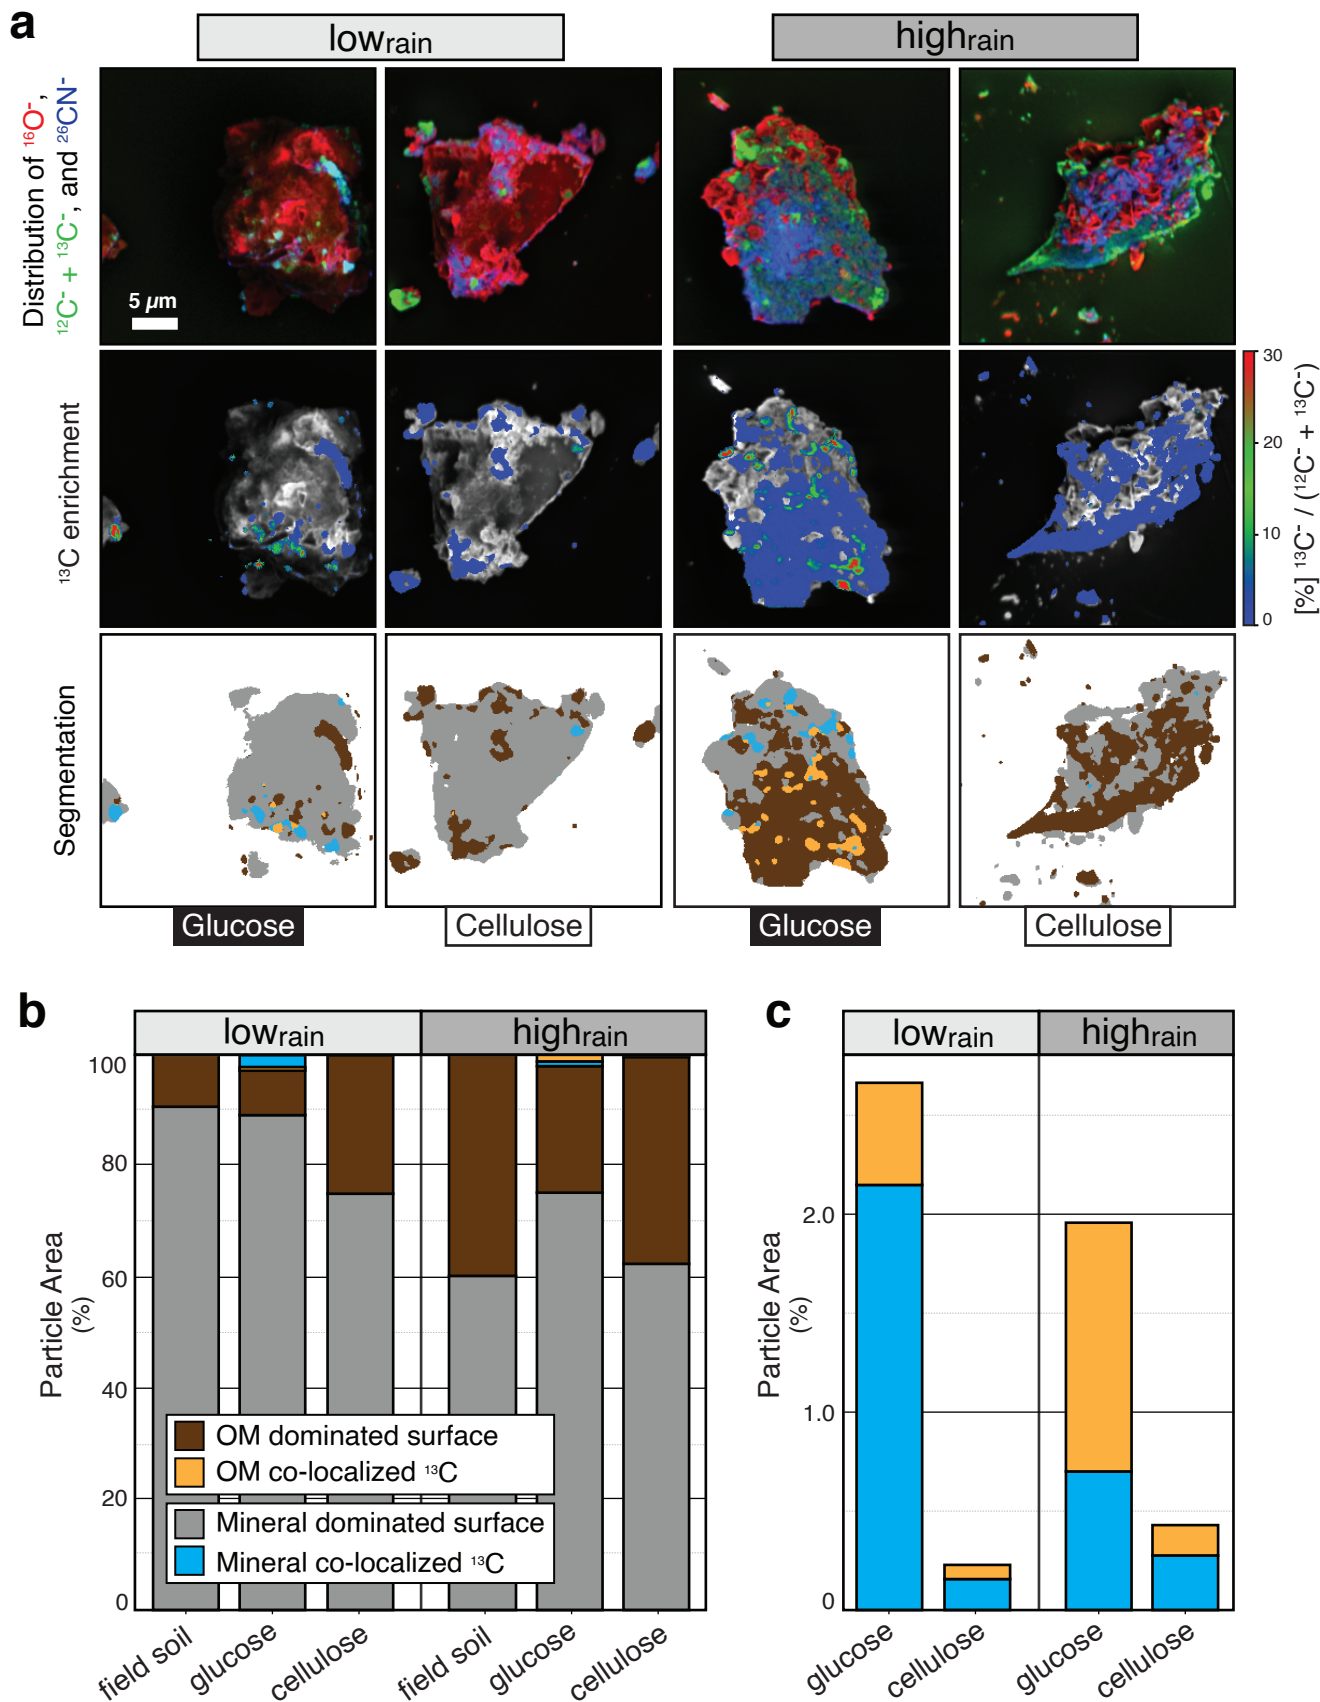 a
lowrain
highrain
Distribution of ¹⁶O⁻,
¹²C⁻ + ¹³C⁻, and ²⁶CN⁻
5 µm
¹³C enrichment
30
20
10
0
[%] ¹³C⁻ / (¹²C⁻ + ¹³C⁻)
Segmentation
Glucose
Cellulose
Glucose
Cellulose
b
lowrain
highrain
100
80
60
40
20
0
Particle Area
(%)
OM dominated surface
OM co-localized ¹³C
Mineral dominated surface
Mineral co-localized ¹³C
field soil
glucose
cellulose
field soil
glucose
cellulose
c
lowrain
highrain
2.0
1.0
0
Particle Area
(%)
glucose
cellulose
glucose
cellulose